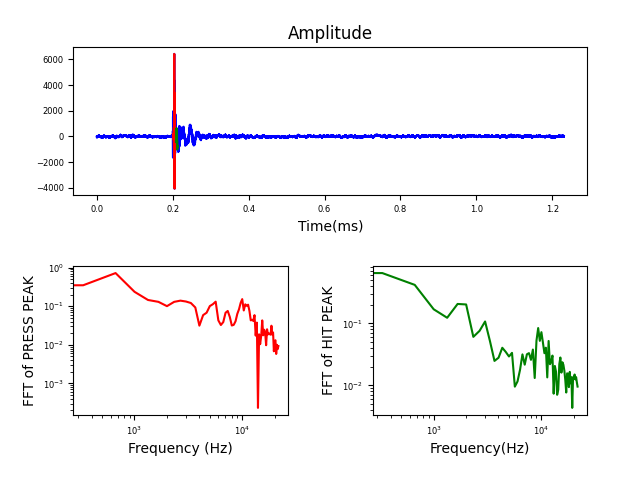 Amplitude
6000
4000
2000
0
−2000
−4000
0.0 0.2 0.4 0.6 0.8 1.0 1.2
Time(ms)
FFT of PRESS PEAK
10⁰
10⁻¹
10⁻²
10⁻³
10³ 10⁴
Frequency (Hz)
FFT of HIT PEAK
10⁻¹
10⁻²
10³ 10⁴
Frequency(Hz)